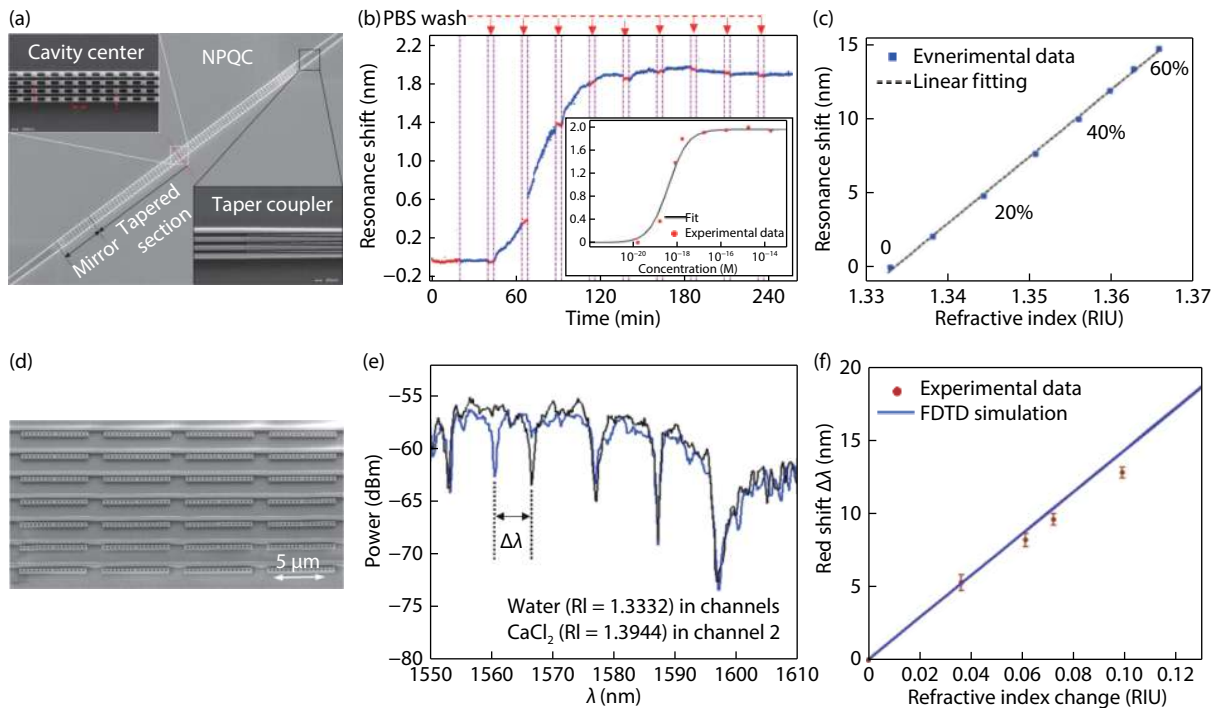 (a)
Cavity center
NPQC
Taper coupler
Mirror
Tapered
section
(b)
PBS wash
Resonance shift (nm)
2.2
1.8
1.4
1.0
0.6
0.2
−0.2
0
60
120
180
240
Time (min)
2.0
1.6
1.2
0.8
0.4
0
Fit
Experimental data
10⁻²⁰
10⁻¹⁸
10⁻¹⁶
10⁻¹⁴
Concentration (M)
(c)
Resonance shift (nm)
15
10
5
0
Evnerimental data
Linear fitting
60%
40%
20%
0
1.33
1.34
1.35
1.36
1.37
Refractive index (RIU)
(d)
5 μm
(e)
Power (dBm)
−55
−60
−65
−70
−75
−80
Δλ
Water (Rl = 1.3332) in channels
CaCl₂ (Rl = 1.3944) in channel 2
1550
1560
1570
1580
1590
1600
1610
λ (nm)
(f)
Red shift Δλ (nm)
20
15
10
5
0
Experimental data
FDTD simulation
0
0.02
0.04
0.06
0.08
0.10
0.12
Refractive index change (RIU)